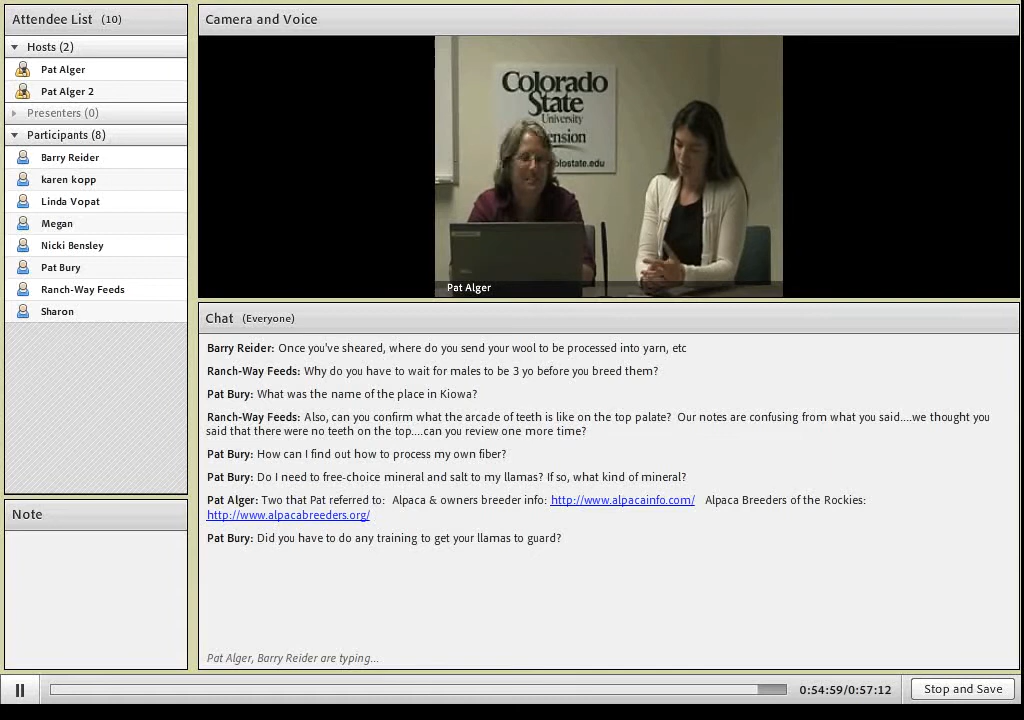 Attendee List (10)
Hosts (2)
Pat Alger
Pat Alger 2
Presenters (0)
Participants (8)
Barry Reider
karen kopp
Linda Vopat
Megan
Nicki Bensley
Pat Bury
Ranch-Way Feeds
Sharon
Note
Camera and Voice
Colorado
State
University
ension
olostate.edu
Pat Alger
Chat (Everyone)
Barry Reider: Once you've sheared, where do you send your wool to be processed into yarn, etc
Ranch-Way Feeds: Why do you have to wait for males to be 3 yo before you breed them?
Pat Bury: What was the name of the place in Kiowa?
Ranch-Way Feeds: Also, can you confirm what the arcade of teeth is like on the top palate? Our notes are confusing from what you said....we thought you
said that there were no teeth on the top....can you review one more time?
Pat Bury: How can I find out how to process my own fiber?
Pat Bury: Do I need to free-choice mineral and salt to my llamas? If so, what kind of mineral?
Pat Alger: Two that Pat referred to: Alpaca & owners breeder info: http://www.alpacainfo.com/ Alpaca Breeders of the Rockies:
http://www.alpacabreeders.org/
Pat Bury: Did you have to do any training to get your llamas to guard?
Pat Alger, Barry Reider are typing...
0:54:59/0:57:12
Stop and Save